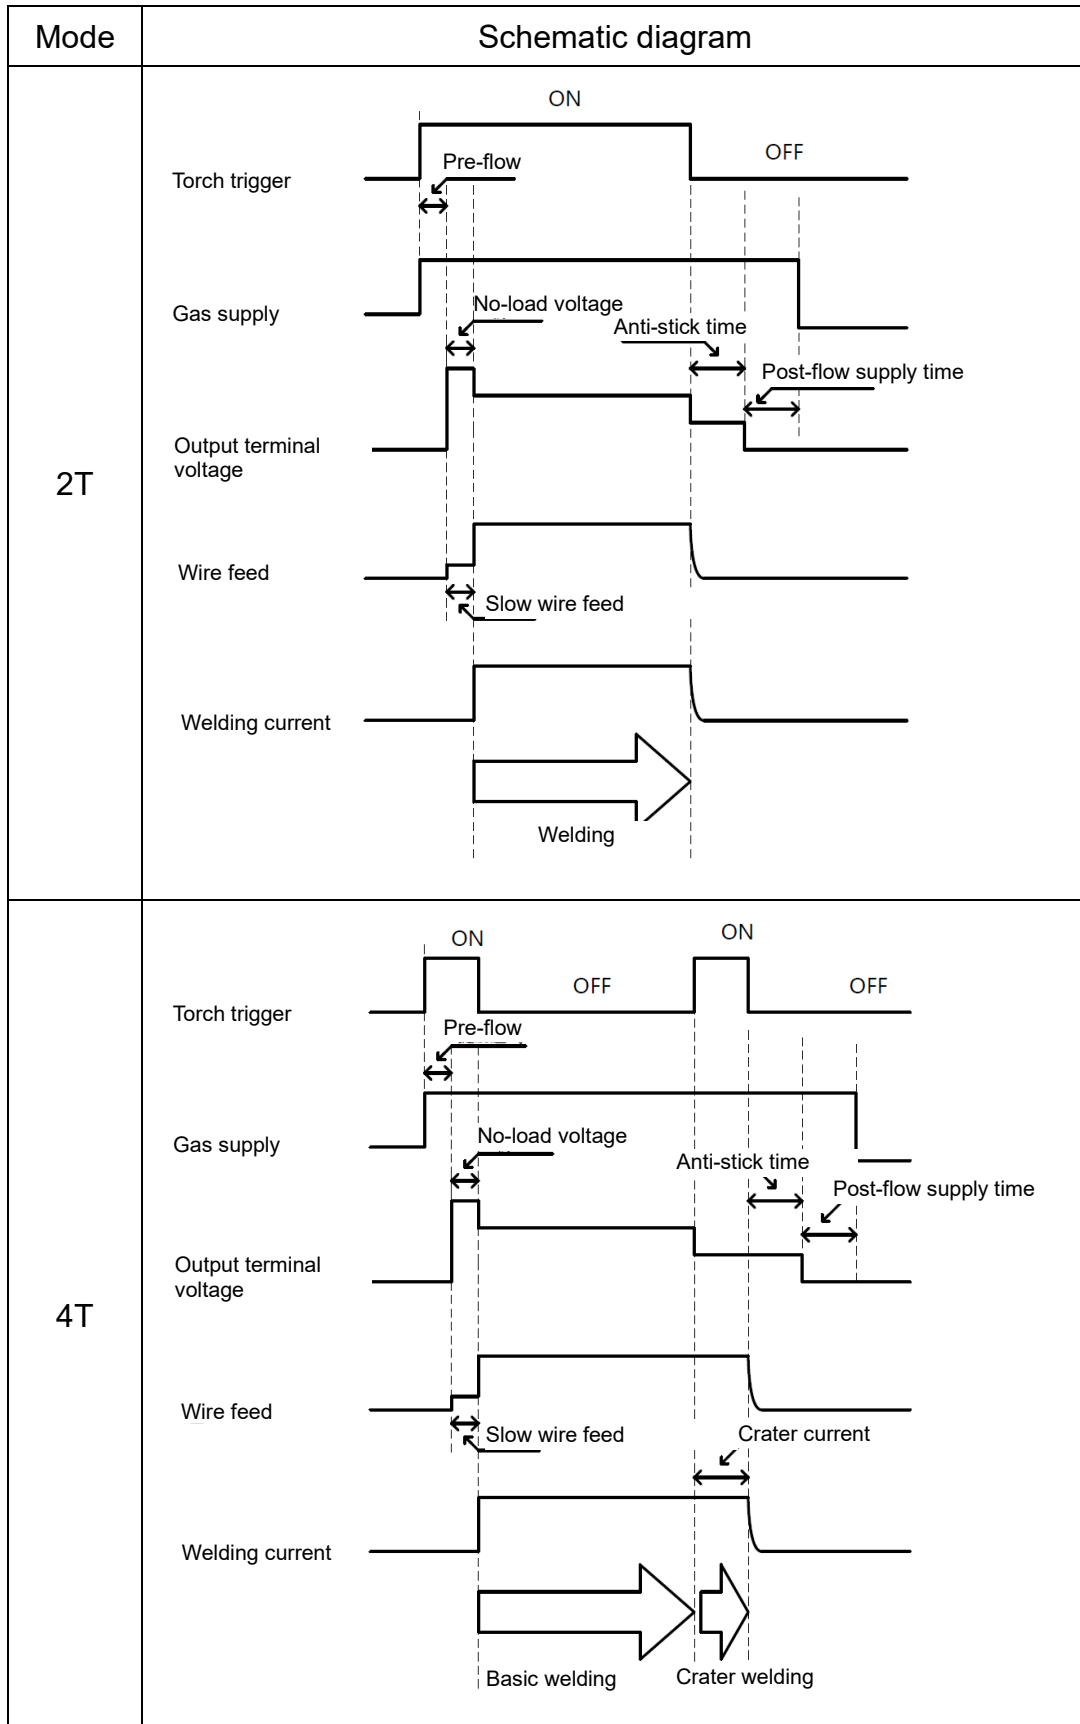 Mode
Schematic diagram
2T
ON
OFF
Torch trigger
Pre-flow
Gas supply
No-load voltage
Anti-stick time
Post-flow supply time
Output terminal
voltage
Wire feed
Slow wire feed
Welding current
Welding
4T
ON
ON
OFF
OFF
Torch trigger
Pre-flow
Gas supply
No-load voltage
Anti-stick time
Post-flow supply time
Output terminal
voltage
Wire feed
Slow wire feed
Crater current
Welding current
Basic welding
Crater welding